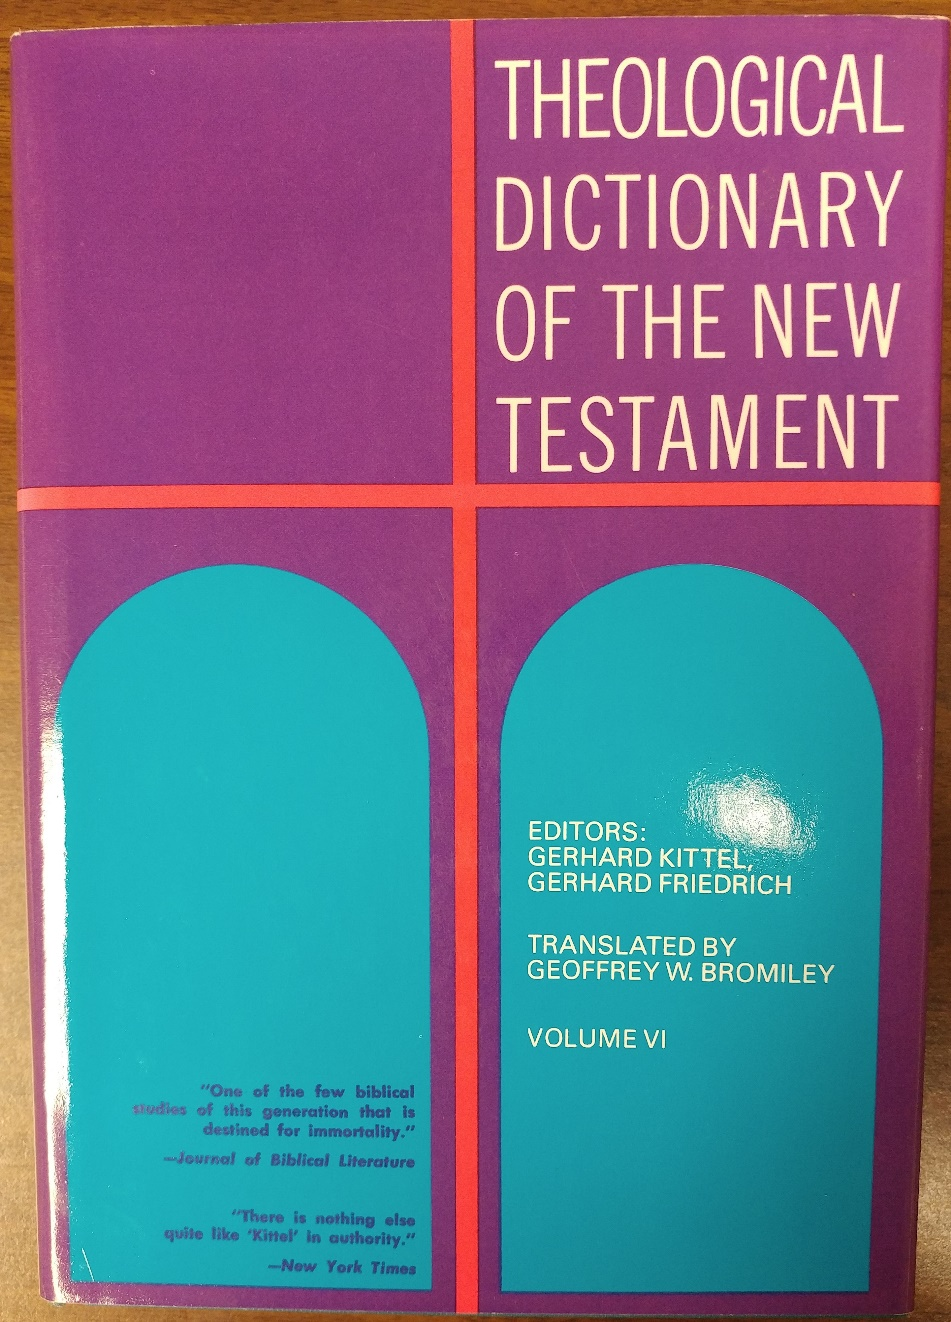 THEOLOGICAL
DICTIONARY
OF THE NEW
TESTAMENT
EDITORS:
GERHARD KITTEL,
GERHARD FRIEDRICH
TRANSLATED BY
GEOFFREY W. BROMILEY
VOLUME VI
"One of the few biblical
studies of this generation that is
destined for immortality."
—Journal of Biblical Literature
"There is nothing else
quite like 'Kittel' in authority."
—New York Times